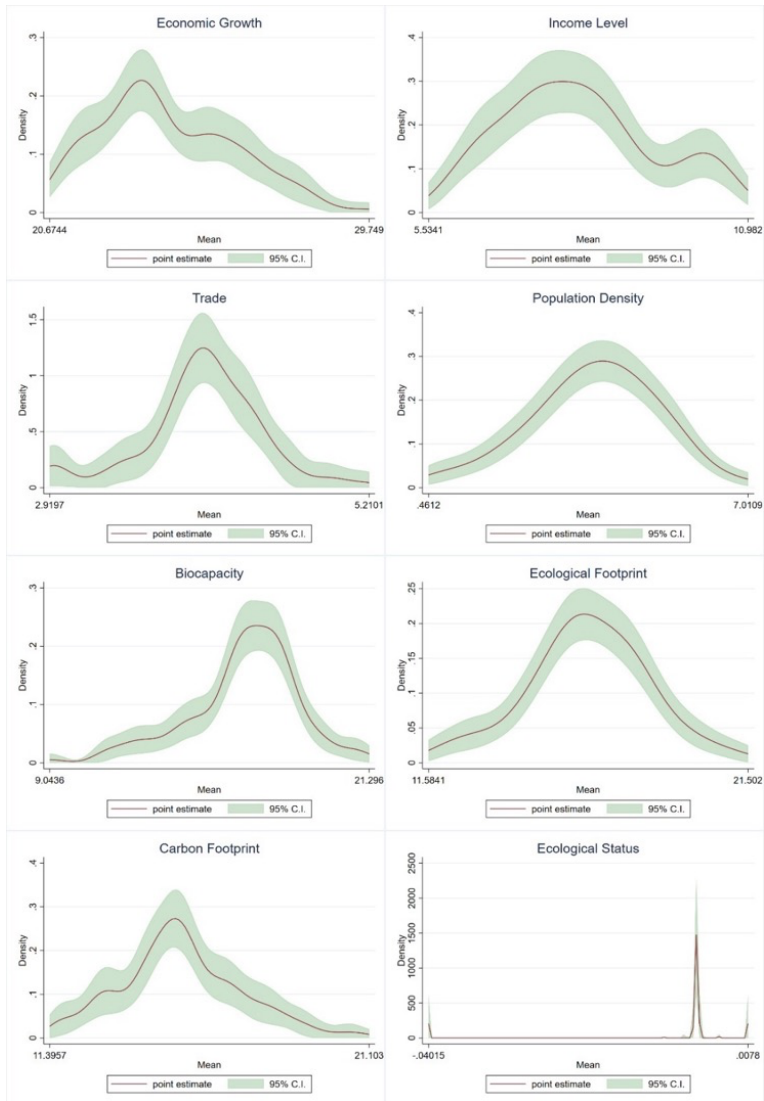 Economic Growth
Density
.3
.2
.1
0
20.6744
29.749
Mean
point estimate 95% C.I.
Income Level
Density
.4
.3
.2
.1
0
5.5341
10.982
Mean
point estimate 95% C.I.
Trade
Density
1.5
1
.5
0
2.9197
5.2101
Mean
point estimate 95% C.I.
Population Density
Density
.4
.3
.2
.1
0
.4612
7.0109
Mean
point estimate 95% C.I.
Biocapacity
Density
.3
.2
.1
0
9.0436
21.296
Mean
point estimate 95% C.I.
Ecological Footprint
Density
.25
.2
.15
.1
.05
0
11.5841
21.502
Mean
point estimate 95% C.I.
Carbon Footprint
Density
.4
.3
.2
.1
0
11.3957
21.103
Mean
point estimate 95% C.I.
Ecological Status
Density
2500
2000
1500
1000
500
0
-.04015
.0078
Mean
point estimate 95% C.I.